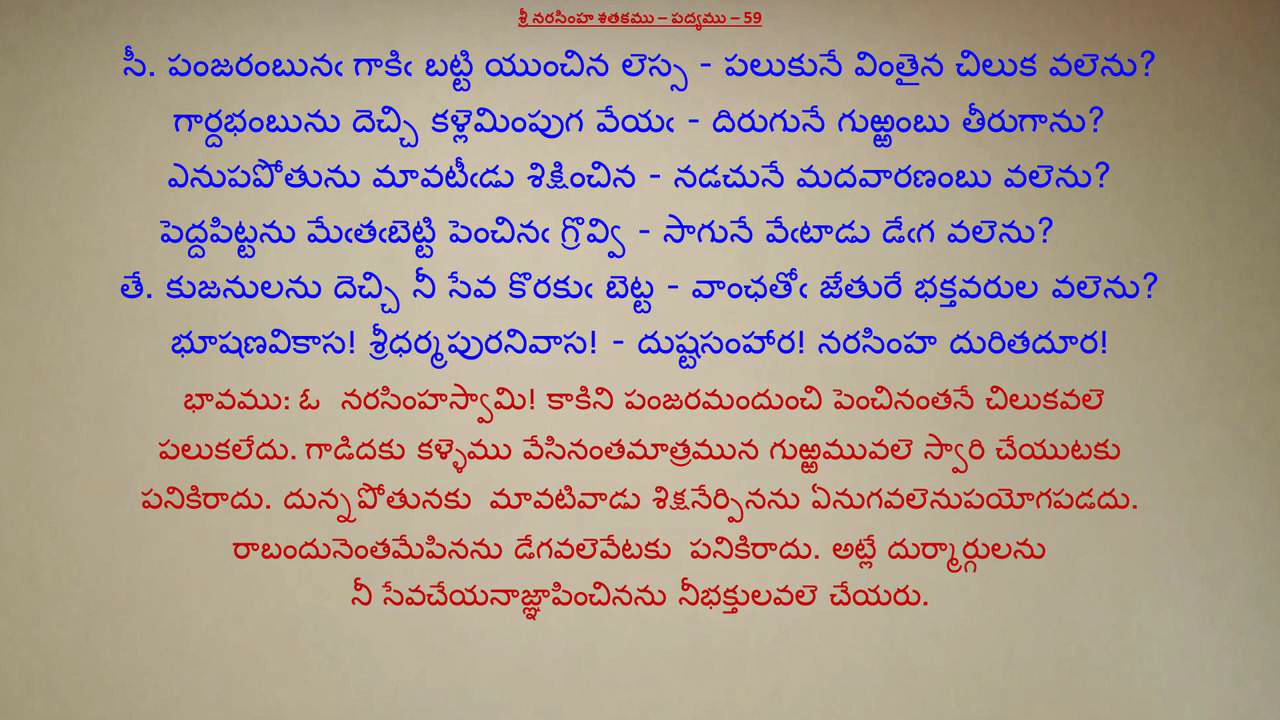 శ్రీ నరసింహ శతకము – పద్యము – 59
సీ. పంజరంబునఁ గాకిఁ బట్టి యుంచిన లెస్స - పలుకునే వింతైన చిలుక వలెను?
గార్దభంబును దెచ్చి కళ్లెమింపుగ వేయఁ - దిరుగునే గుఱ్ఱంబు తీరుగాను?
ఎనుపపోతును మావటీఁడు శిక్షించిన - నడచునే మదవారణంబు వలెను?
పెద్దపిట్టను మేఁతఁబెట్టి పెంచినఁ గ్రొవ్వి - సాగునే వేఁటాడు డేఁగ వలెను?
తే. కుజనులను దెచ్చి నీ సేవ కొరకుఁ బెట్ట - వాంఛతోఁ జేతురే భక్తవరుల వలెను?
భూషణవికాస! శ్రీధర్మపురనివాస! - దుష్టసంహార! నరసింహ దురితదూర!
భావము: ఓ నరసింహస్వామి! కాకిని పంజరమందుంచి పెంచినంతనే చిలుకవలె
పలుకలేదు. గాడిదకు కళ్ళెము వేసినంతమాత్రమున గుఱ్ఱమువలె స్వారి చేయుటకు
పనికిరాదు. దున్నపోతునకు మావటివాడు శిక్షనేర్పినను ఏనుగవలెనుపయోగపడదు.
రాబందునెంతమేపినను డేగవలెవేటకు పనికిరాదు. అట్లే దుర్మార్గులను
నీ సేవచేయనాజ్ఞాపించినను నీభక్తులవలె చేయరు.